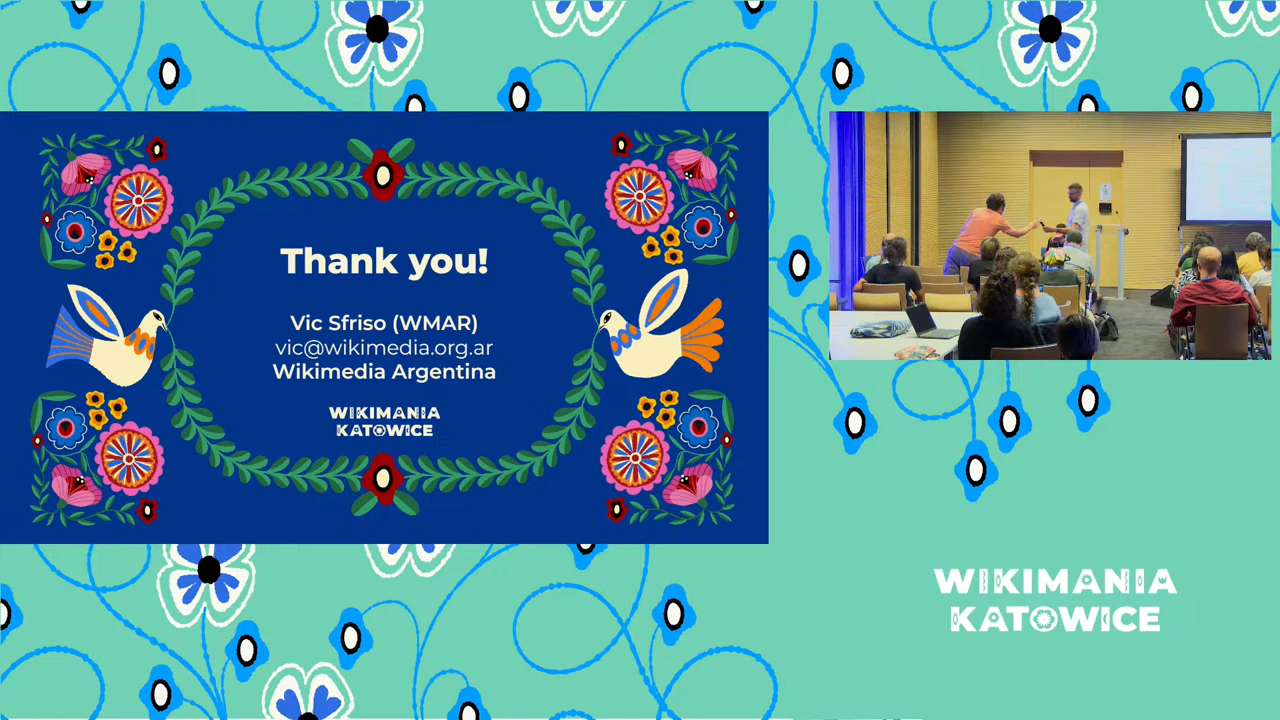 Thank you!
Vic Sfriso (WMAR)
vic@wikimedia.org.ar
Wikimedia Argentina
WIKIMANIA
KATOWICE
WIKIMANIA
KATOWICE